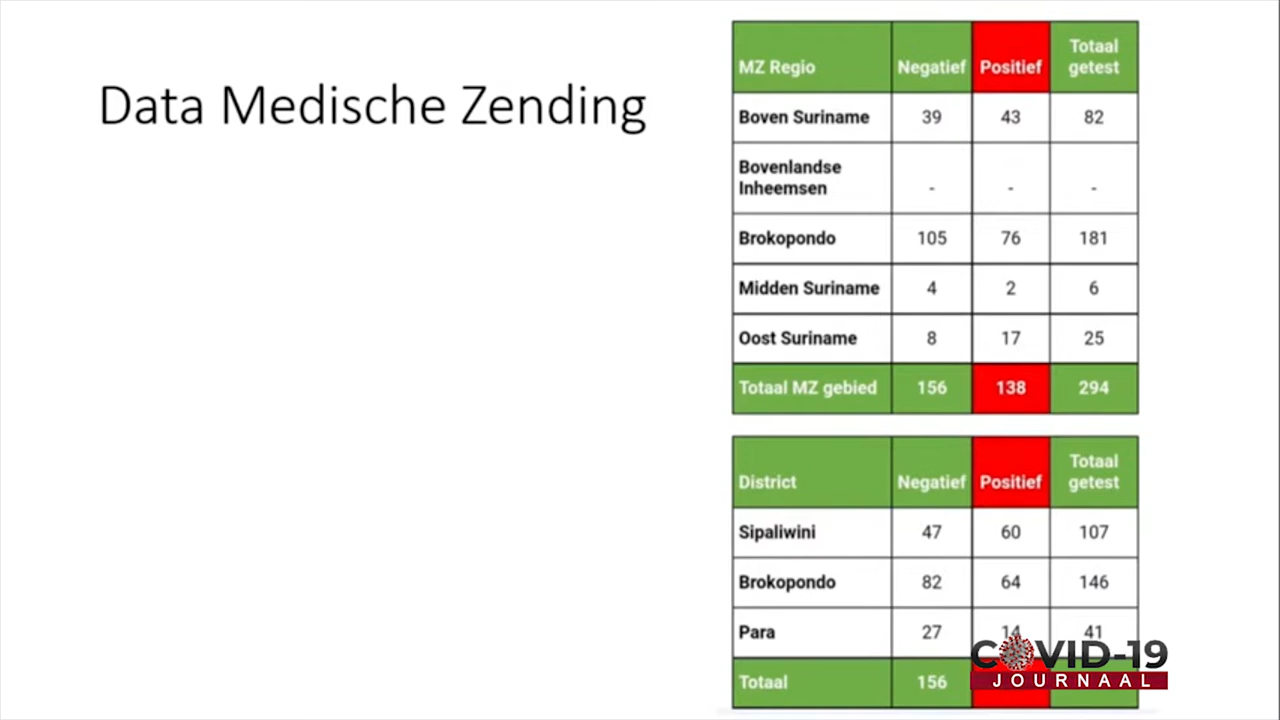 Data Medische Zending
MZ Regio Negatief Positief Totaal getest
Boven Suriname 39 43 82
Bovenlandse Inheemsen - - -
Brokopondo 105 76 181
Midden Suriname 4 2 6
Oost Suriname 8 17 25
Totaal MZ gebied 156 138 294
District Negatief Positief Totaal getest
Sipaliwini 47 60 107
Brokopondo 82 64 146
Para 27 14 41
Totaal 156
COVID-19
JOURNAAL